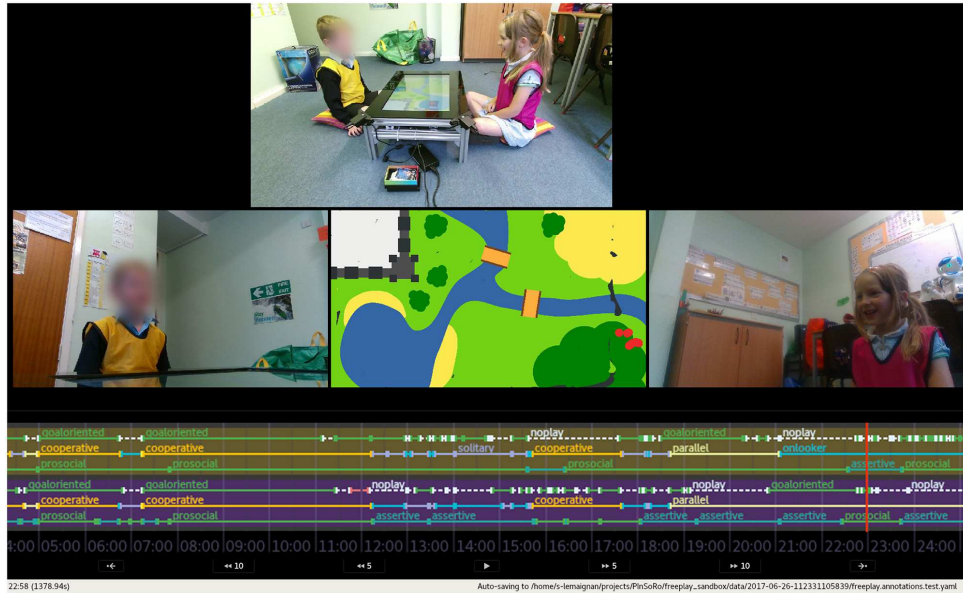 FIRE
EXIT
goaloriented goaloriented noplay goaloriented noplay
cooperative cooperative solitary cooperative parallel onlooker
prosocial prosocial prosocial assertive prosocial
goaloriented goaloriented noplay noplay goaloriented noplay
cooperative cooperative cooperative parallel
prosocial prosocial assertive assertive assertive assertive assertive prosocial assertive
4:00 05:00 06:00 07:00 08:00 09:00 10:00 11:00 12:00 13:00 14:00 15:00 16:00 17:00 18:00 19:00 20:00 21:00 22:00 23:00 24:00
10 5 5 10
22:58 (1378.94s) Auto-saving to /home/s-lemaignan/projects/PInSoRo/freeplay_sandbox/data/2017-06-26-112331105839/freeplay.annotations.test.yaml